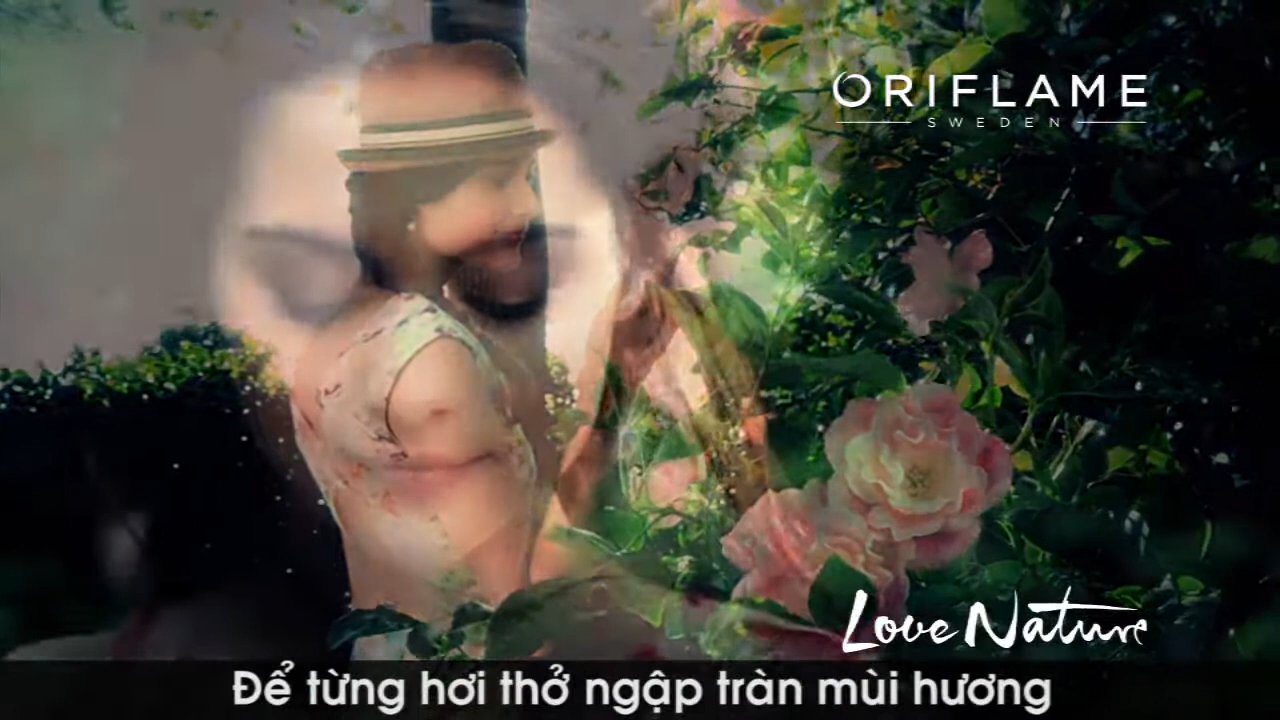 ORIFLAME
SWEDEN
Love Nature
Để từng hơi thở ngập tràn mùi hương